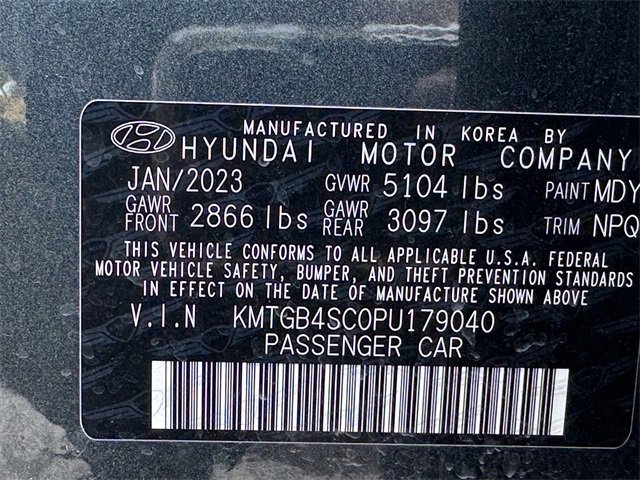 MANUFACTURED IN KOREA BY
HYUNDAI MOTOR COMPANY
JAN/2023 GVWR 5104 lbs PAINT MDY
GAWR FRONT 2866 lbs GAWR REAR 3097 lbs TRIM NPQ
THIS VEHICLE CONFORMS TO ALL APPLICABLE U.S.A. FEDERAL
MOTOR VEHICLE SAFETY, BUMPER, AND THEFT PREVENTION STANDARDS
IN EFFECT ON THE DATE OF MANUFACTURE SHOWN ABOVE
V.I.N KMTGB4SC0PU179040
PASSENGER CAR